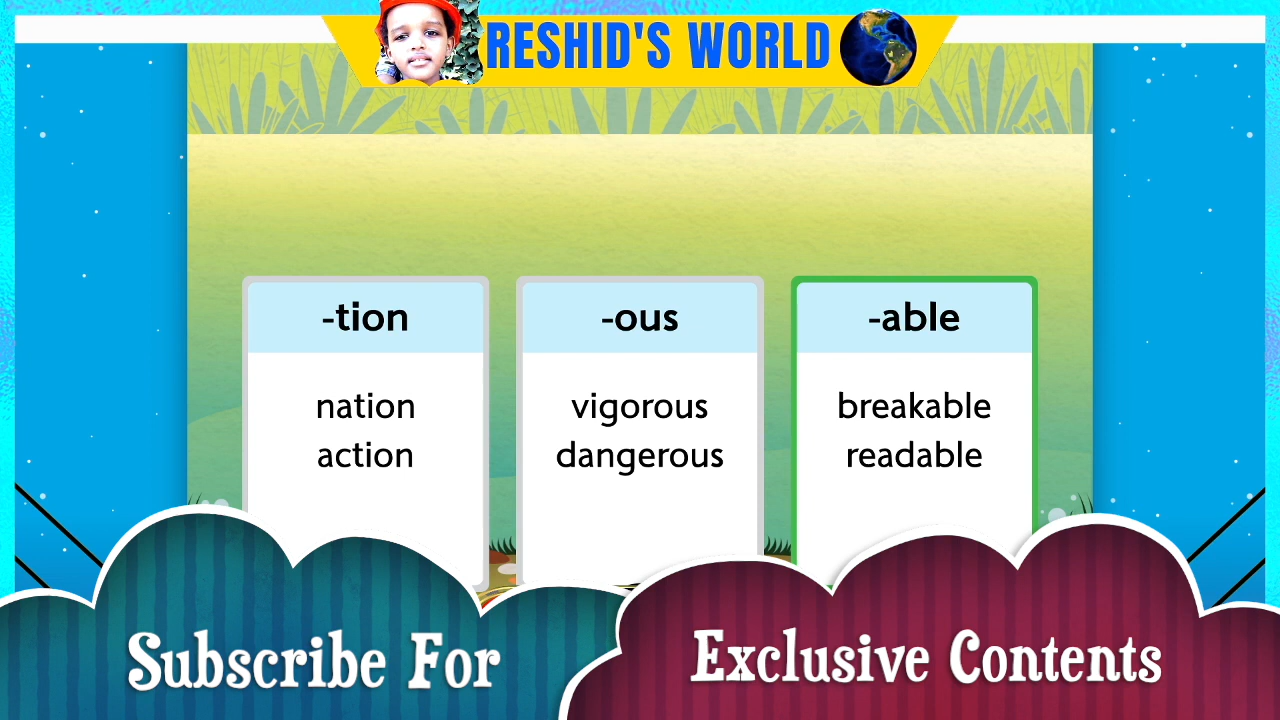 RESHID'S WORLD
-tion
nation
action
-ous
vigorous
dangerous
-able
breakable
readable
Subscribe For
Exclusive Contents